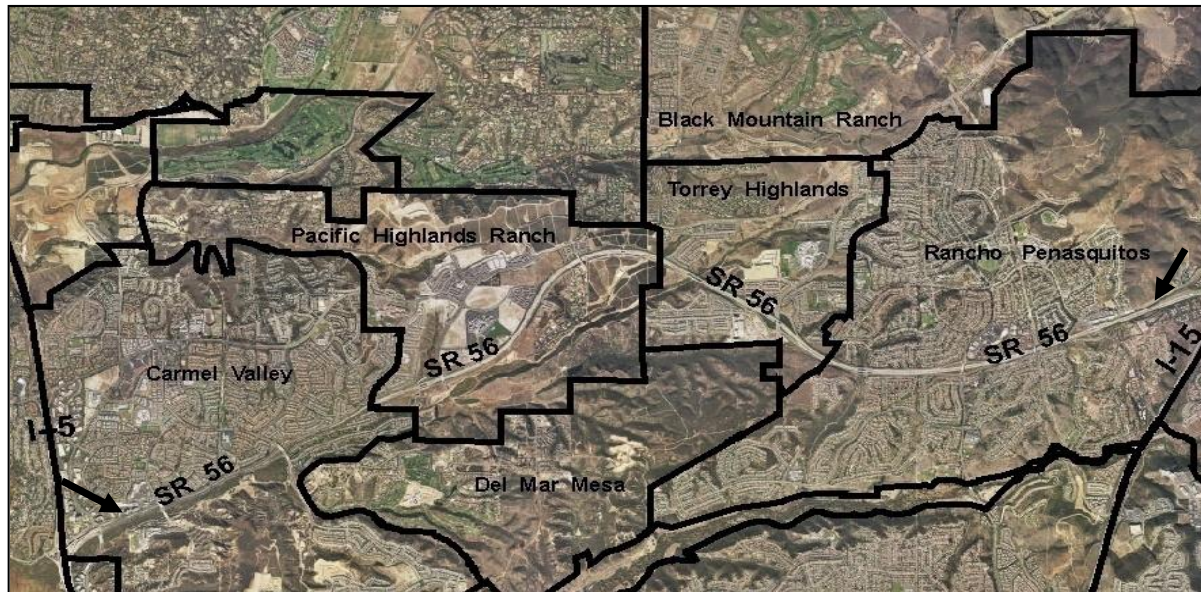 Black Mountain Ranch
Torrey Highlands
Pacific Highlands Ranch
Rancho Penasquitos
SR 56
SR 56
SR 56
Carmel Valley
I-15
I-5
SR 56
Del Mar Mesa